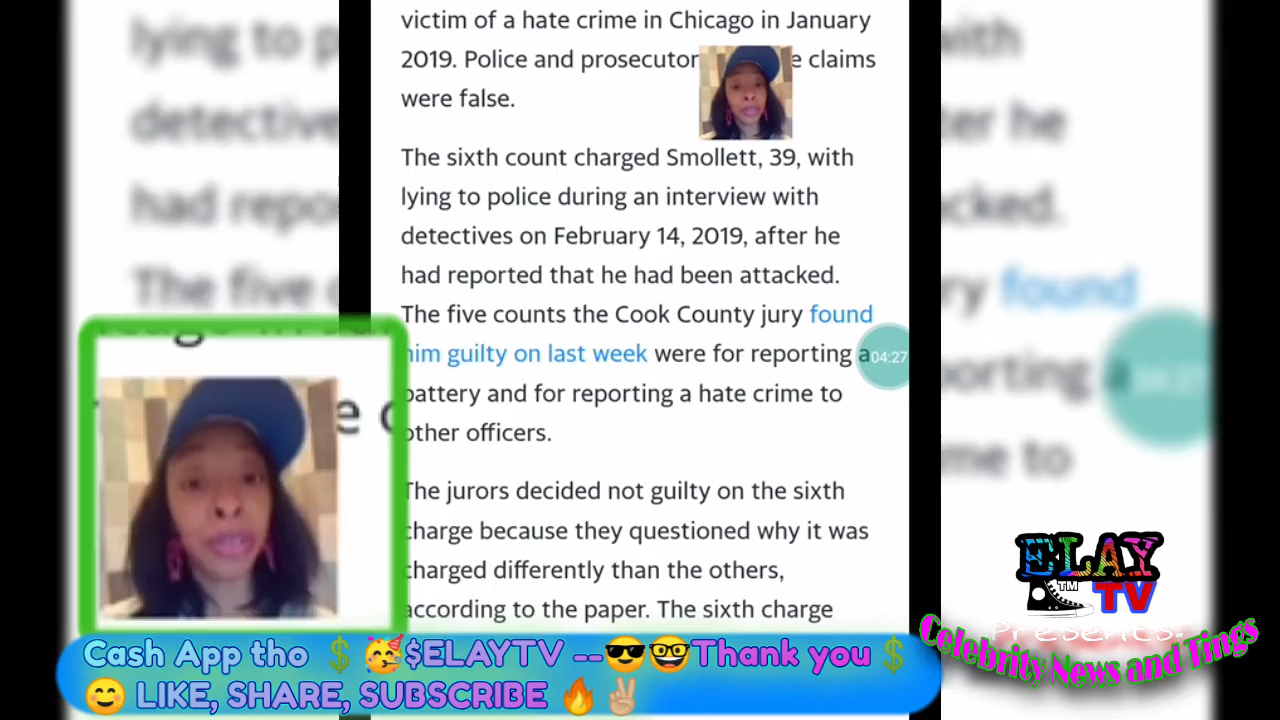 victim of a hate crime in Chicago in January
2019. Police and prosecutor e claims
were false.
The sixth count charged Smollett, 39, with
lying to police during an interview with
detectives on February 14, 2019, after he
had reported that he had been attacked.
The five counts the Cook County jury found
him guilty on last week were for reporting a
battery and for reporting a hate crime to
other officers.
The jurors decided not guilty on the sixth
charge because they questioned why it was
charged differently than the others,
according to the paper. The sixth charge
04:27
ELAY
TM
TV
Presents:
Celebrity News and Tings
Cash App tho 💲🥳$ELAYTV --😎🤓Thank you💲
😊 LIKE, SHARE, SUBSCRIBE 🔥✌🏼